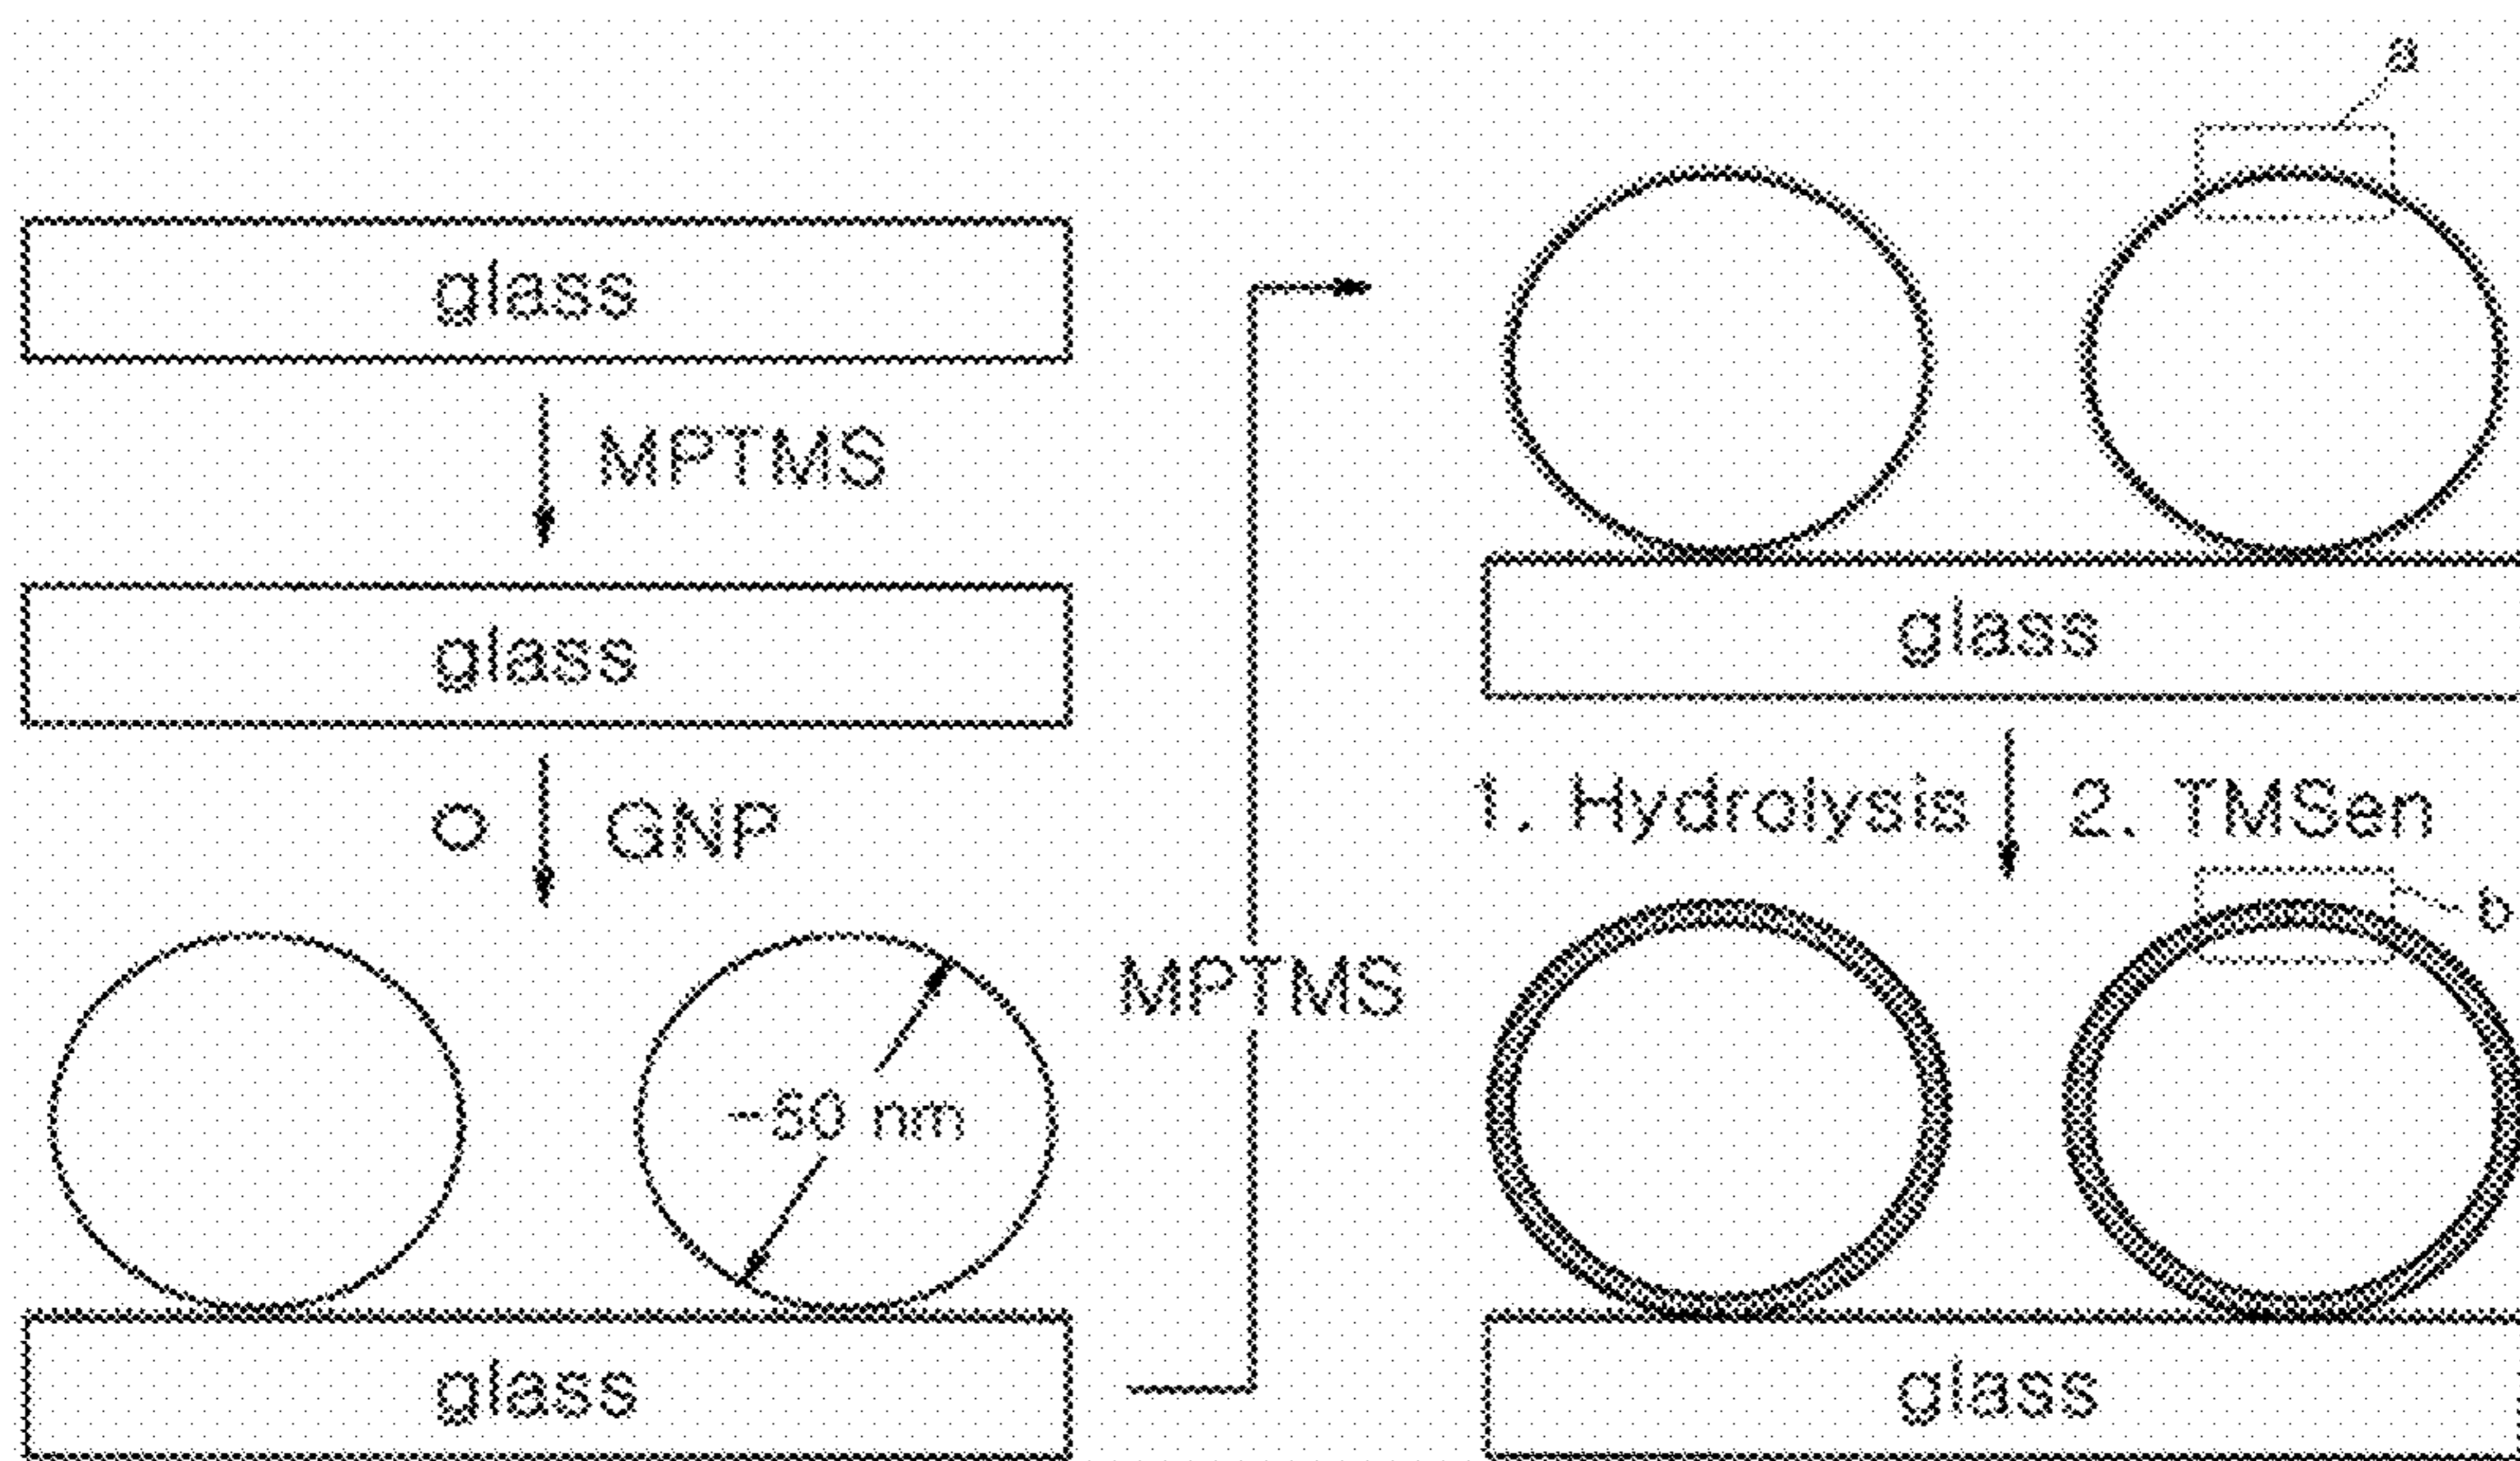 glass
MPTMS
glass
GNP
~50 nm
glass
MPTMS
a
glass
1. Hydrolysis 2. TMSen
b
glass